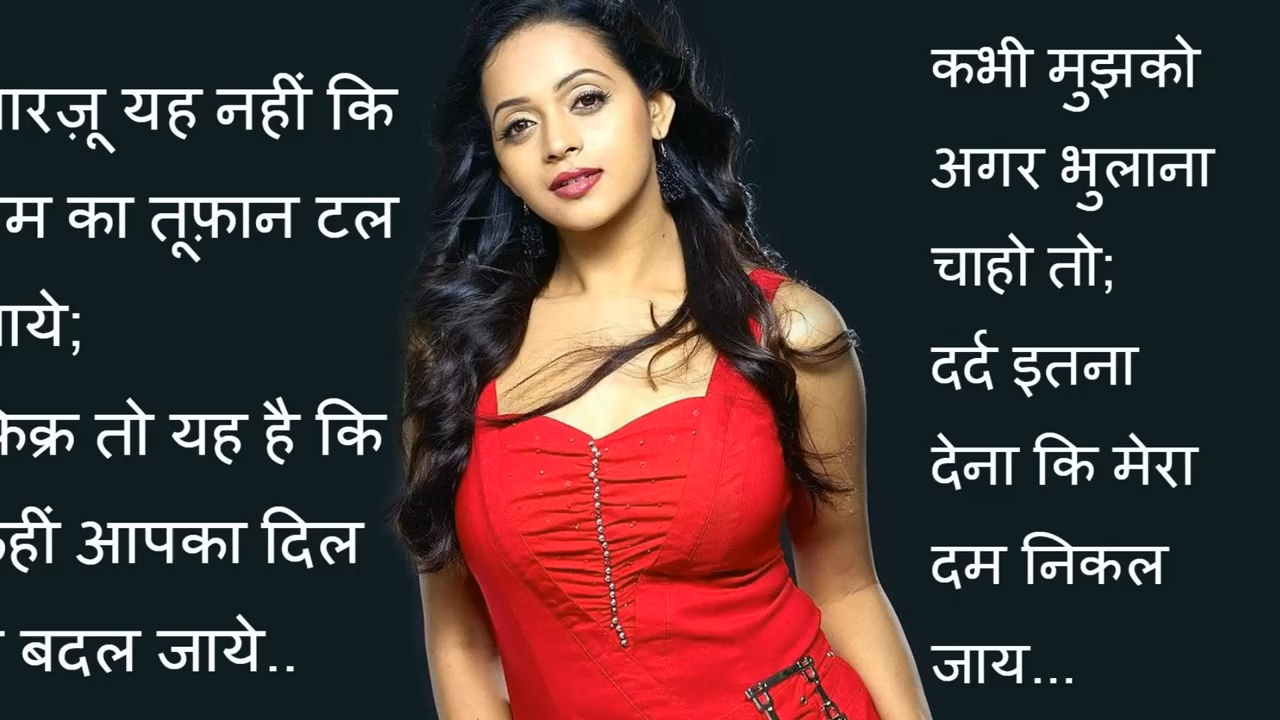 यह नहीं कि
का तूफ़ान टल
तो यह है कि
आपका दिल
बदल जाये..
कभी मुझको
अगर भुलाना
चाहो तो;
दर्द इतना
देना कि मेरा
दम निकल
जाय...